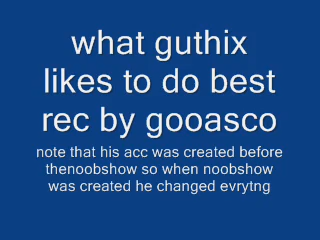 what guthix
likes to do best
rec by gooasco
note that his acc was created before
thenoobshow so when noobshow
was created he changed evrytng